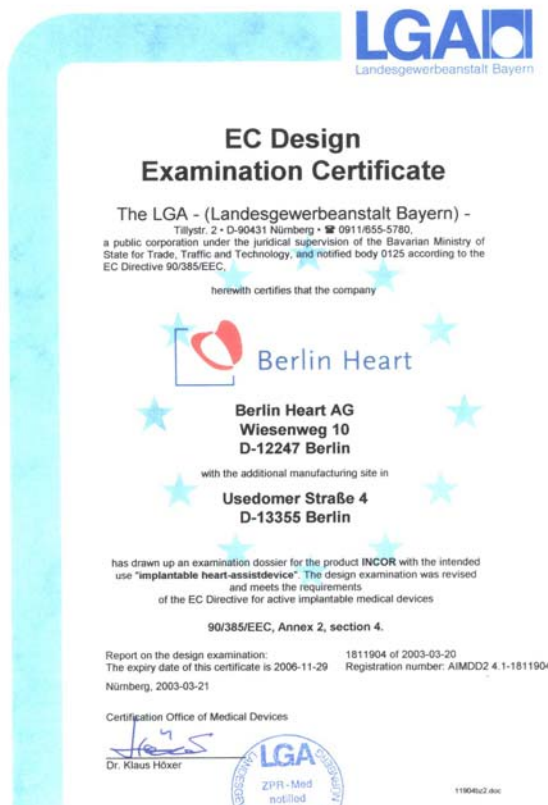 LGA
Landesgewerbeanstalt Bayern
EC Design
Examination Certificate
The LGA - (Landesgewerbeanstalt Bayern) -
Tillystr. 2 • D-90431 Nürnberg • ☎ 0911/655-5780,
a public corporation under the juridical supervision of the Bavarian Ministry of
State for Trade, Traffic and Technology, and notified body 0125 according to the
EC Directive 90/385/EEC,
herewith certifies that the company
Berlin Heart
Berlin Heart AG
Wiesenweg 10
D-12247 Berlin
with the additional manufacturing site in
Usedomer Straße 4
D-13355 Berlin
has drawn up an examination dossier for the product INCOR with the intended
use "implantable heart-assistdevice". The design examination was revised
and meets the requirements
of the EC Directive for active implantable medical devices
90/385/EEC, Annex 2, section 4.
Report on the design examination: 1811904 of 2003-03-20
The expiry date of this certificate is 2006-11-29 Registration number: AIMDD2 4.1-1811904
Nürnberg, 2003-03-21
Certification Office of Medical Devices
Dr. Klaus Höxer
LGA
ZPR-Med
notified
11904bz2.doc